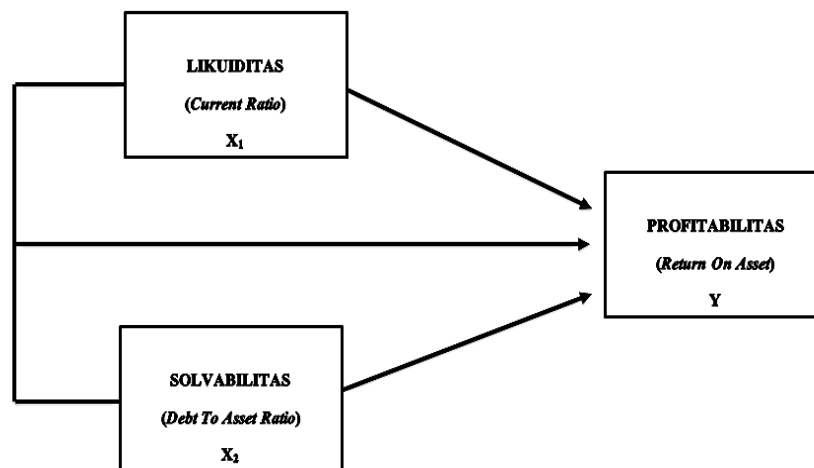 LIKUIDITAS
(Current Ratio)
X₁
PROFITABILITAS
(Return On Asset)
Y
SOLVABILITAS
(Debt To Asset Ratio)
X₂